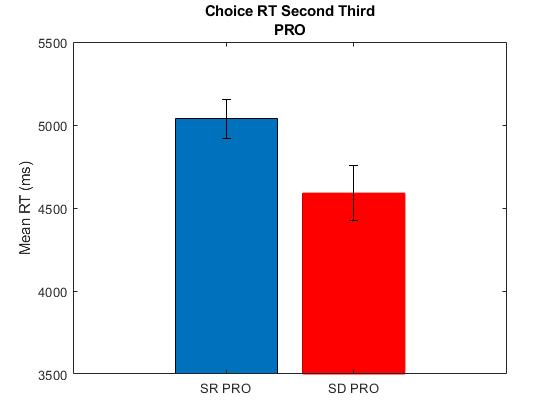 Choice RT Second Third
PRO
5500
5000
4500
4000
3500
Mean RT (ms)
SR PRO
SD PRO